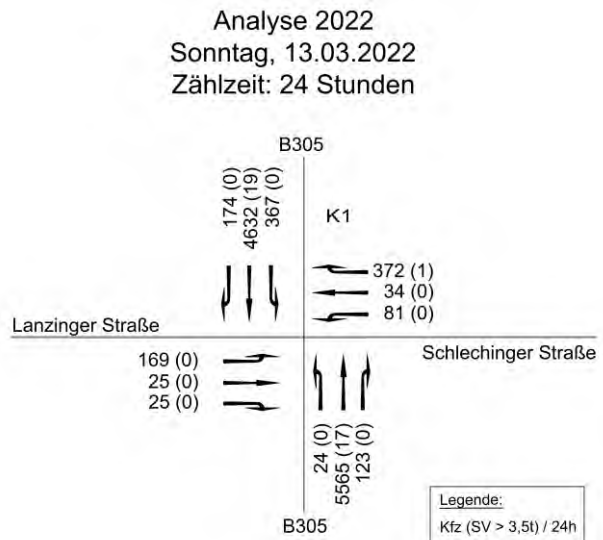 Analyse 2022
Sonntag, 13.03.2022
Zählzeit: 24 Stunden
B305
174 (0)
4632 (19)
367 (0)
K1
372 (1)
34 (0)
81 (0)
Lanzinger Straße
Schlechinger Straße
169 (0)
25 (0)
25 (0)
24 (0)
5565 (17)
123 (0)
B305
Legende:
Kfz (SV > 3,5t) / 24h